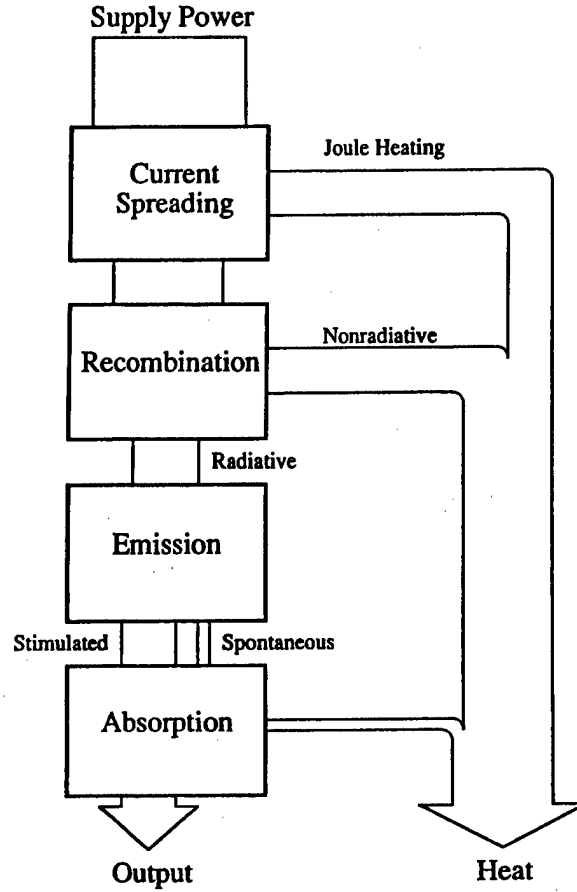 Supply Power
Joule Heating
Current
Spreading
Nonradiative
Recombination
Radiative
Emission
Stimulated
Spontaneous
Absorption
Output
Heat